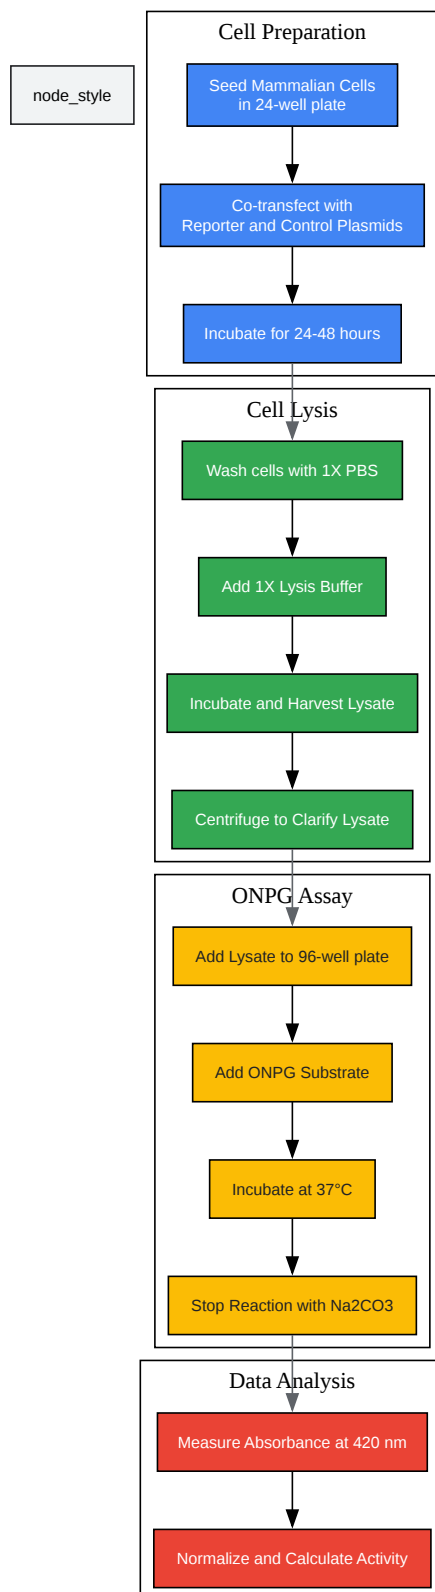 Cell Preparation
node_style
Seed Mammalian Cells
in 24-well plate
Co-transfect with
Reporter and Control Plasmids
Incubate for 24-48 hours
Cell Lysis
Wash cells with 1X PBS
Add 1X Lysis Buffer
Incubate and Harvest Lysate
Centrifuge to Clarify Lysate
ONPG Assay
Add Lysate to 96-well plate
Add ONPG Substrate
Incubate at 37°C
Stop Reaction with Na2CO3
Data Analysis
Measure Absorbance at 420 nm
Normalize and Calculate Activity